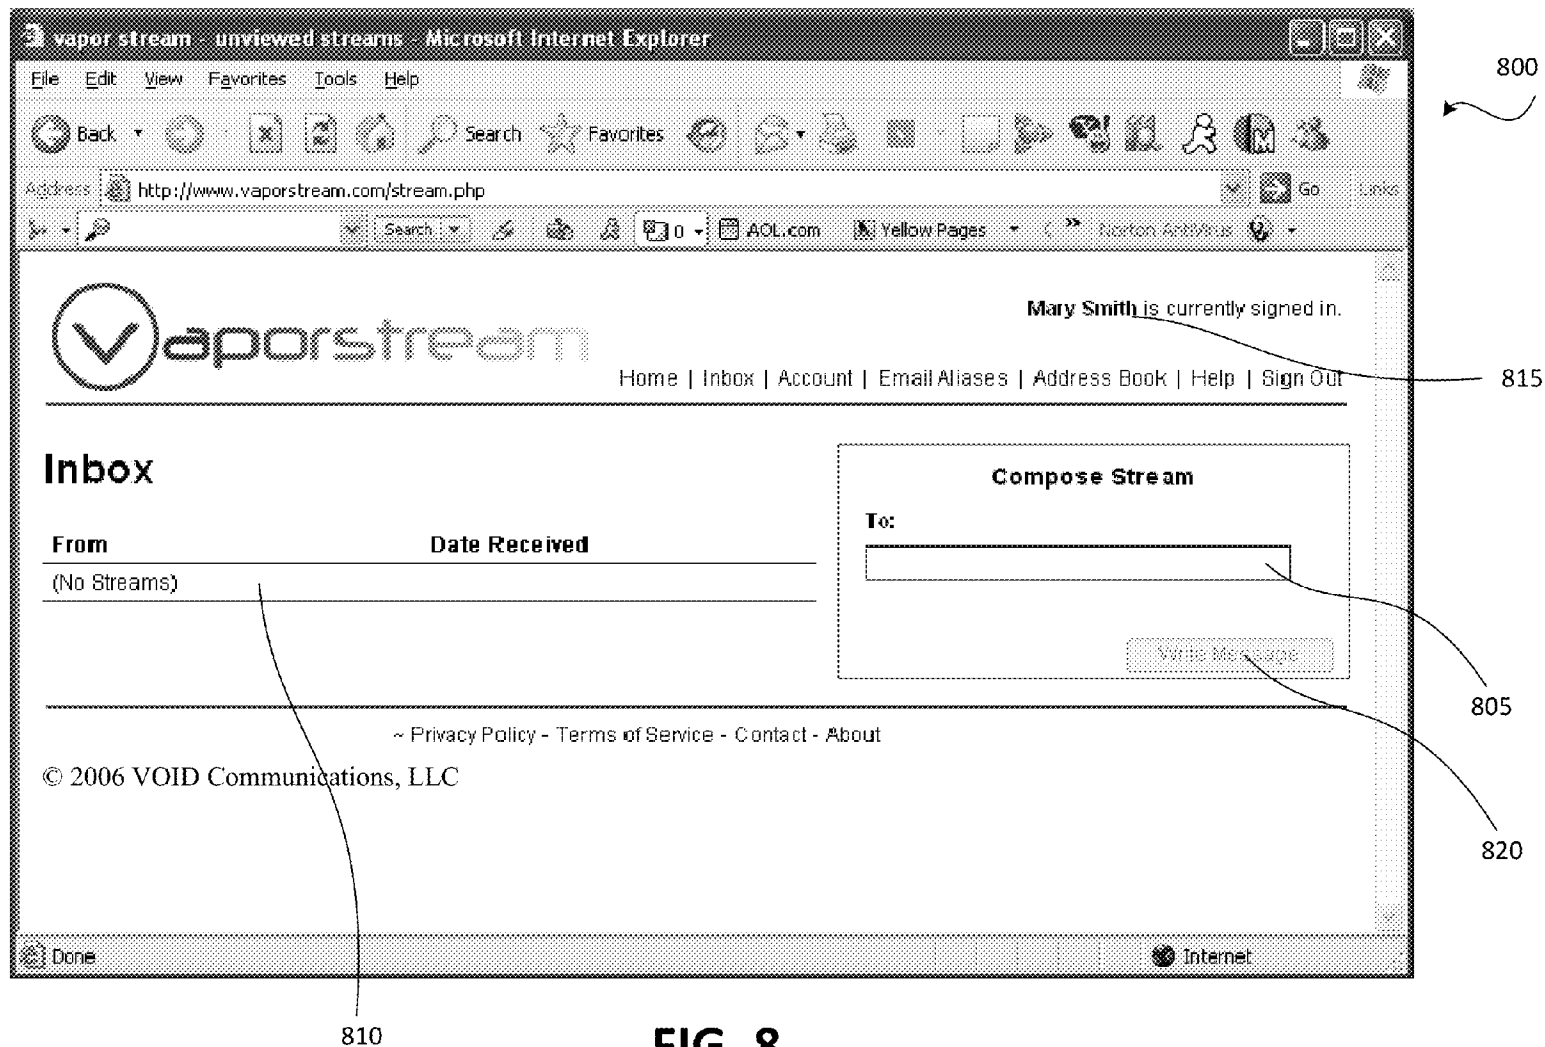 vapor stream - unviewed streams - Microsoft Internet Explorer
File Edit View Favorites Tools Help
800
Back Search Favorites
Address http://www.vaporstream.com/stream.php Go Links
Search 0 AOL.com Yellow Pages » Norton AntiVirus
Vaporstream
Mary Smith is currently signed in.
Home | Inbox | Account | Email Aliases | Address Book | Help | Sign Out
815
Inbox
Compose Stream
To:
From Date Received
(No Streams)
Write Message
805
~ Privacy Policy - Terms of Service - Contact - About
© 2006 VOID Communications, LLC
820
Done Internet
810
FIG. 8